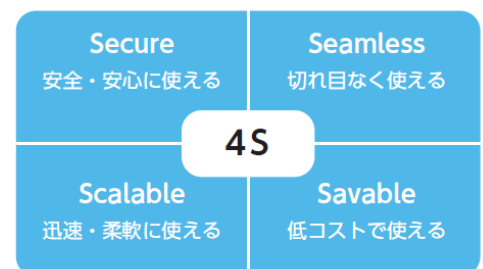 Secure
安全・安心に使える
Seamless
切れ目なく使える
4S
Scalable
迅速・柔軟に使える
Savable
低コストで使える